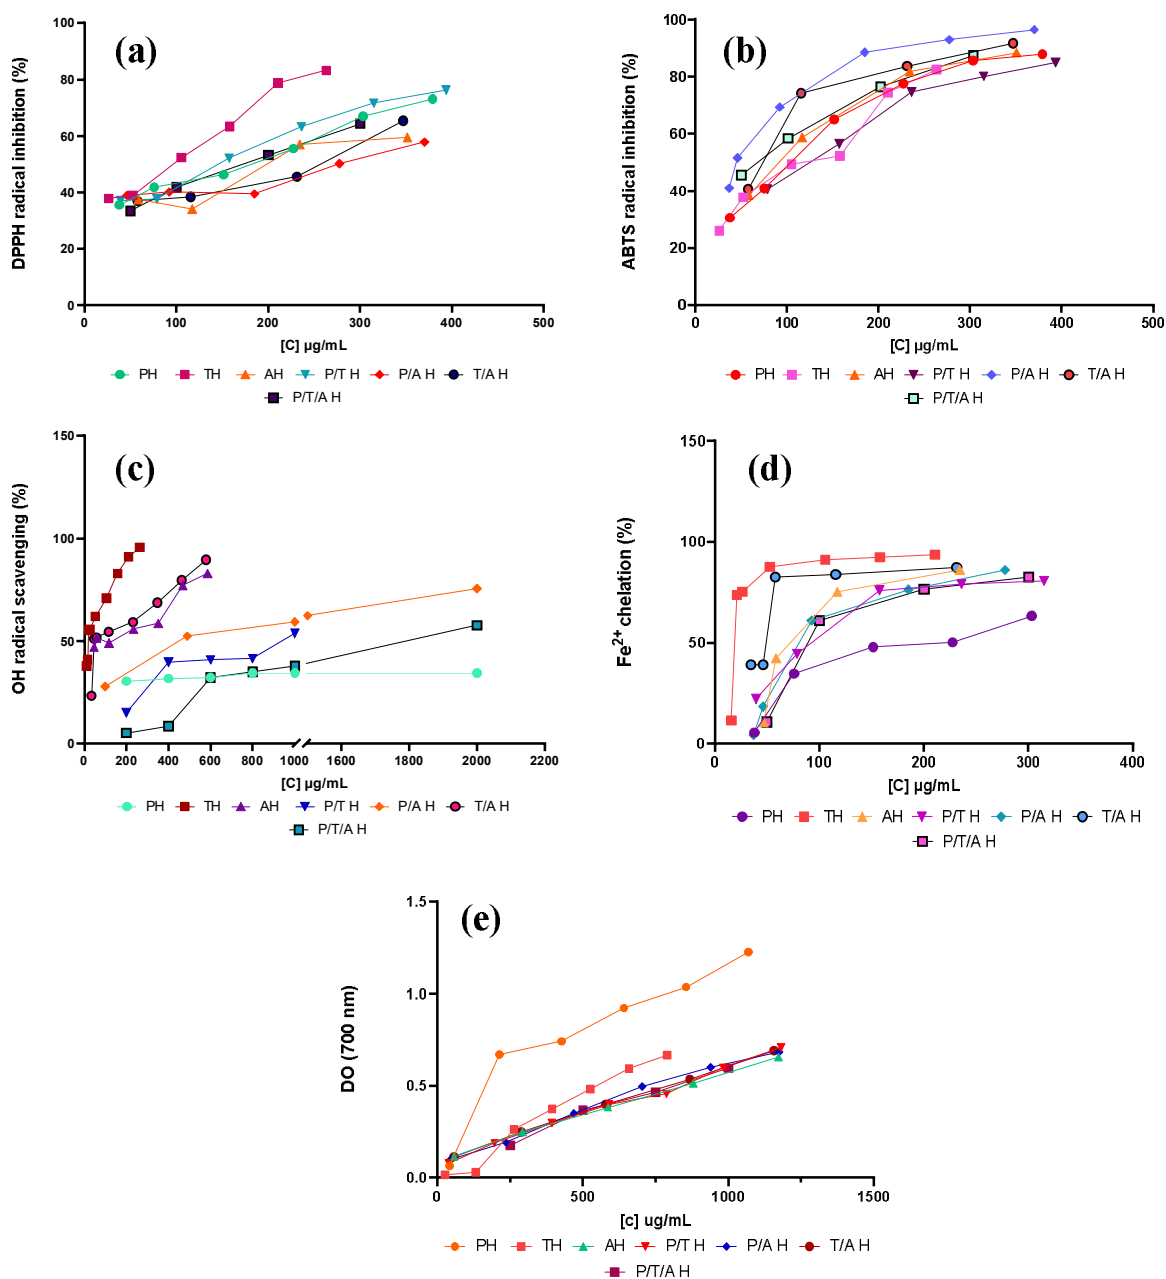 (a)
DPPH radical inhibition (%)
100
80
60
40
20
0
0 100 200 300 400 500
[C] µg/mL
PH TH AH P/T H P/A H T/A H
P/T/A H
(b)
ABTS radical inhibition (%)
100
80
60
40
20
0
0 100 200 300 400 500
[C] µg/mL
PH TH AH P/T H P/A H T/A H
P/T/A H
(c)
OH radical scavenging (%)
150
100
50
0
0 200 400 600 800 1000 1600 1800 2000 2200
[C] µg/mL
PH TH AH P/T H P/A H T/A H
P/T/A H
(d)
Fe2+ chelation (%)
150
100
50
0
0 100 200 300 400
[C] µg/mL
PH TH AH P/T H P/A H T/A H
P/T/A H
(e)
DO (700 nm)
1.5
1.0
0.5
0.0
0 500 1000 1500
[c] ug/mL
PH TH AH P/T H P/A H T/A H
P/T/A H